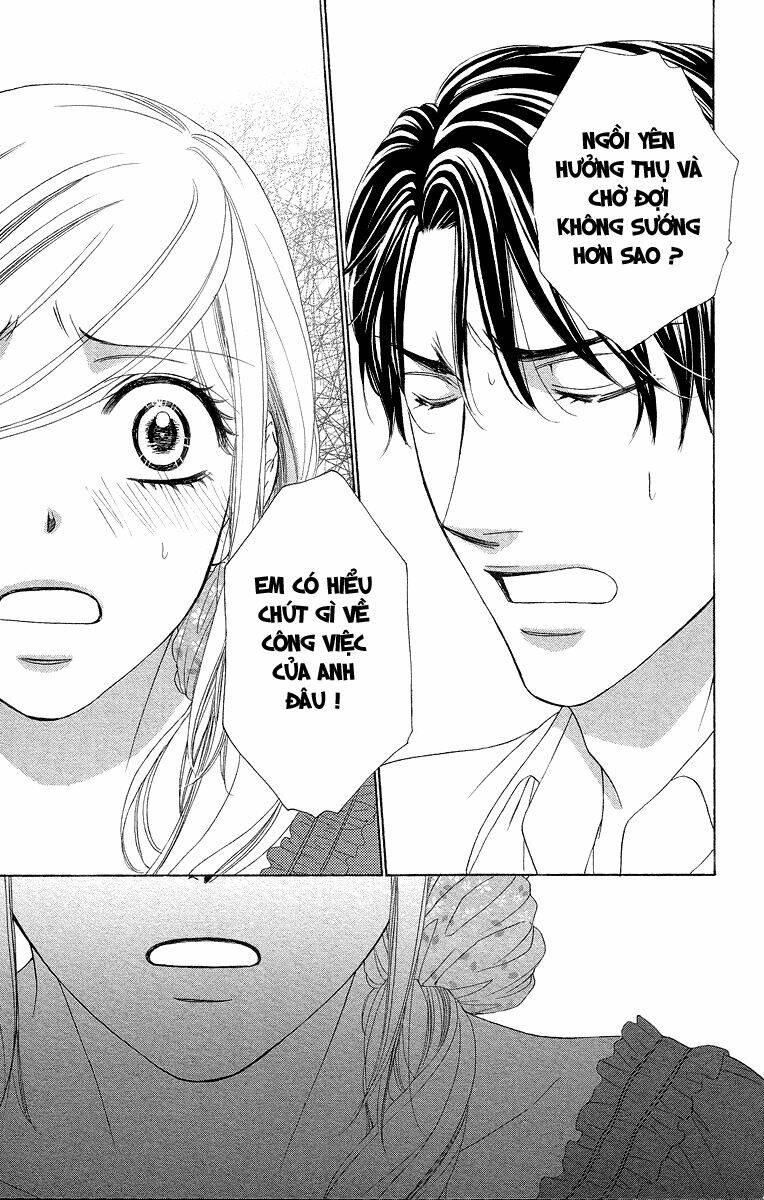 NGỒI YÊN
HƯỞNG THỤ VÀ
CHỜ ĐỢI
KHÔNG SƯỚNG
HƠN SAO ?
EM CÓ HIỂU
CHÚT GÌ VỀ
CÔNG VIỆC
CỦA ANH
ĐÂU !